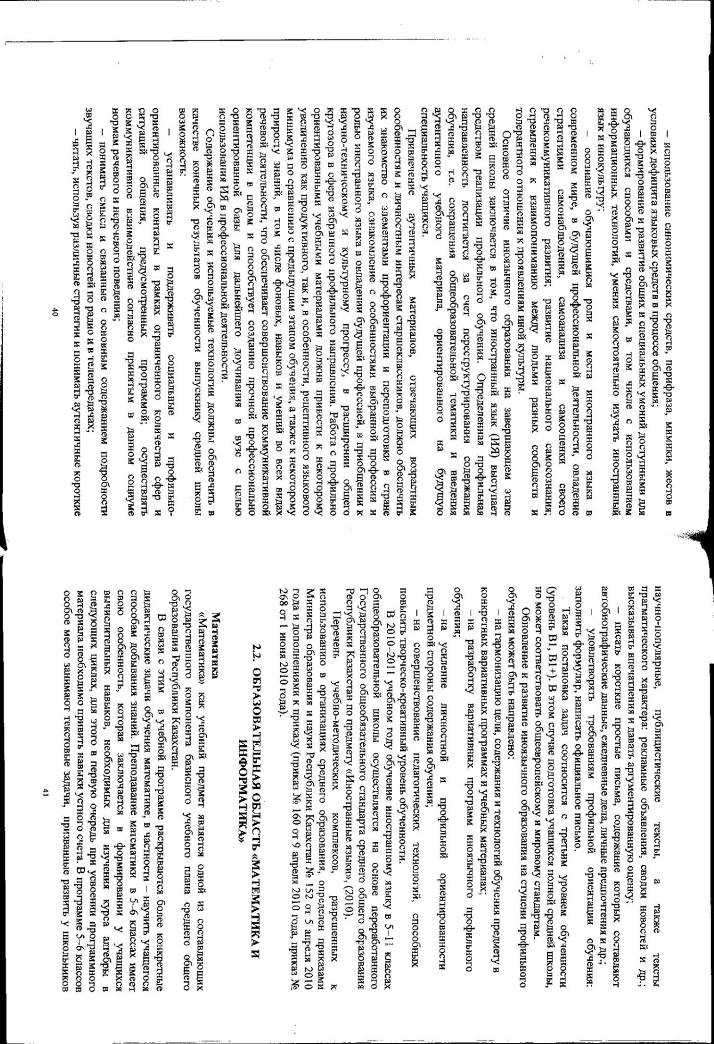 – использование синонимических средств, перифраза, мимики, жестов в
условиях дефицита языковых средств в процессе общения;
– формирование и развитие общих и специальных умений доступными для
обучающихся способами и средствами, в том числе с использованием
информационных технологий, умения самостоятельно изучать иностранный
язык и инокультуру;
– осознание обучающимися роли и места иностранного языка в
современном мире, в будущей профессиональной деятельности, овладение
стратегиями самонаблюдения, самоанализа и самооценки своего
речекоммуникативного развития; развитие национального самосознания,
стремления к взаимопониманию между людьми разных сообществ и
толерантного отношения к проявлениям иной культуры.
Основное отличие иноязычного образования на завершающем этапе
средней школы заключается в том, что иностранный язык (ИЯ) выступает
средством реализации профильного обучения. Определенная профильная
направленность достигается за счет переструктурирования содержания
обучения, т.е. сокращения общеобразовательной тематики и введения
аутентичного учебного материала, ориентированного на будущую
специальность учащихся.
Привлечение аутентичных материалов, отвечающих возрастным
особенностям и личностным интересам старшеклассников, должно обеспечить
их знакомство с элементами профориентации и переподготовки в стране
изучаемого языка, ознакомление с особенностями выбранной профессии и
ролью иностранного языка в овладении будущей профессией, в приобщении к
научно-техническому и культурному прогрессу, в расширении общего
кругозора в сфере избранного профильного направления. Работа с профильно
ориентированными учебными материалами должна привести к некоторому
увеличению как продуктивного, так и, в особенности, рецептивного языкового
минимума по сравнению с предыдущим этапом обучения, а также к некоторому
приросту знаний, в том числе фоновых, навыков и умений во всех видах
речевой деятельности, что обеспечивает совершенствование коммуникативной
компетенции в целом и способствует созданию прочной профессионально
ориентированной базы для дальнейшего доучивания в вузе с целью
использования ИЯ в профессиональной деятельности.
Содержание обучения и используемые технологии должны обеспечить, в
качестве конечных результатов обученности выпускнику средней школы
возможность:
– устанавливать и поддерживать социальные и профильно-
ориентированные контакты в рамках ограниченного количества сфер и
ситуаций общения, предусмотренных программой; осуществлять
коммуникативное взаимодействие согласно принятым в данном социуме
нормам речевого и неречевого поведения;
– понимать смысл и связанные с основным содержанием подробности
звучащих текстов, сводки новостей по радио и в телепередачах;
– читать, используя различные стратегии и понимать аутентичные короткие
40
научно-популярные, публицистические тексты, а также тексты
прагматического характера: рекламные объявления, сводки новостей и др.;
высказывать впечатления и давать аргументированную оценку;
– писать короткие простые письма, содержание которых составляют
автобиографические данные, ежедневные дела, личные предпочтения и др.;
– удовлетворять требованиям профильной ориентации обучения:
заполнить формуляр, написать официальное письмо.
Такая постановка задач соотносится с третьим уровнем обученности
(уровень В1, В1+). В этом случае подготовка учащихся полной средней школы,
но может соответствовать общеевропейскому и мировому стандартам.
Обновление и развитие иноязычного образования на ступени профильного
обучения может быть направлено:
– на гармонизацию цели, содержания и технологий обучения предмету в
конкретных вариативных программах и учебных материалах;
– на разработку вариативных программ иноязычного профильного
обучения;
– на усиление личностной и профильной ориентированности
предметной стороны содержания обучения;
– на совершенствование педагогических технологий, способных
повысить творческо-креативный уровень обученности.
В 2010–2011 учебном году обучение иностранному языку в 5–11 классах
общеобразовательной школы осуществляется на основе переработанного
Государственного общеобязательного стандарта среднего общего образования
Республики Казахстан по предмету «Иностранные языки», (2010).
Перечень учебно-методических комплексов, разрешенных к
использованию в организациях среднего образования, определен приказами
Министра образования и науки Республики Казахстан № 152 от 5 апреля 2010
года и дополнениями к приказу (приказ № 160 от 9 апреля 2010 года, приказ №
268 от 1 июня 2010 года).
2.2. ОБРАЗОВАТЕЛЬНАЯ ОБЛАСТЬ «МАТЕМАТИКА И
ИНФОРМАТИКА»
Математика
«Математика» как учебный предмет является одной из составляющих
государственного компонента базисного учебного плана среднего общего
образования Республики Казахстан.
В связи с этим в учебной программе раскрываются более конкретные
дидактические задачи обучения математике, в частности – научить учащегося
способам добывания знаний. Преподавание математики в 5–6 классах имеет
свою особенность, которая заключается в формировании у учащихся
вычислительных навыков, необходимых для изучения курса алгебры в
следующих циклах, для этого в первую очередь при усвоении программного
материала необходимо привить навыки устного счета. В программе 5–6 классов
особое место занимают текстовые задачи, призванные развить у школьников
41